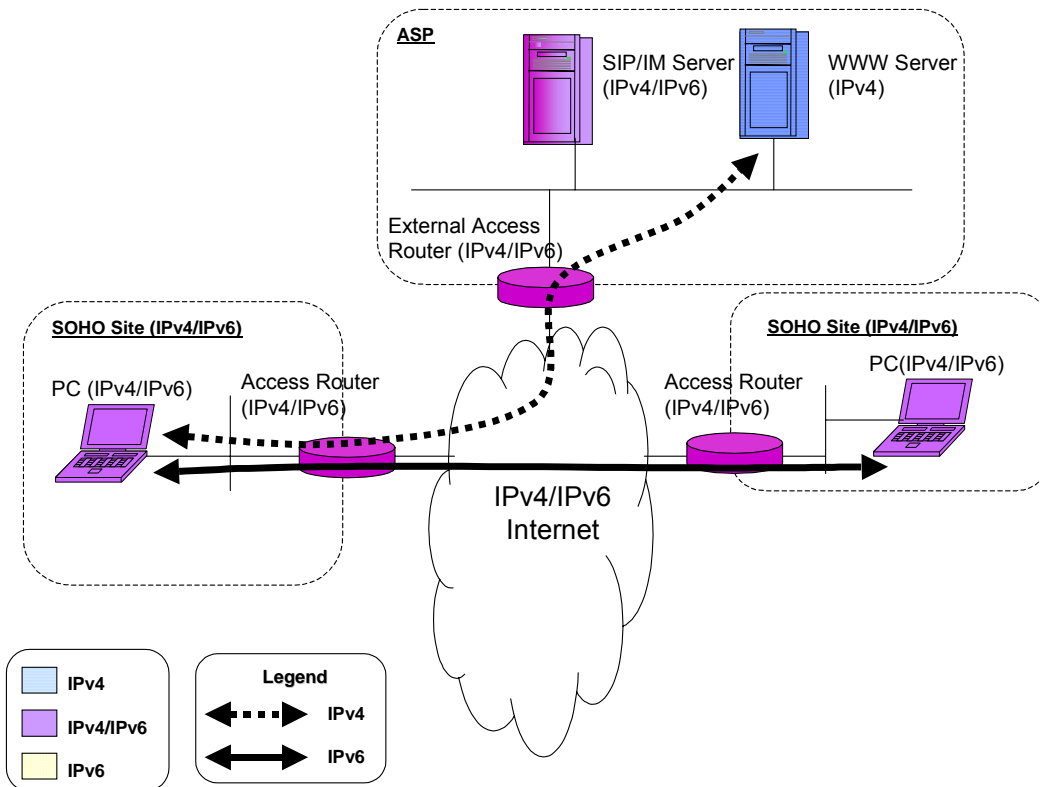 ASP
SIP/IM Server
(IPv4/IPv6)
WWW Server
(IPv4)
External Access
Router (IPv4/IPv6)
SOHO Site (IPv4/IPv6)
PC (IPv4/IPv6)
Access Router
(IPv4/IPv6)
SOHO Site (IPv4/IPv6)
Access Router
(IPv4/IPv6)
PC(IPv4/IPv6)
IPv4/IPv6
Internet
IPv4
IPv4/IPv6
IPv6
Legend
IPv4
IPv6